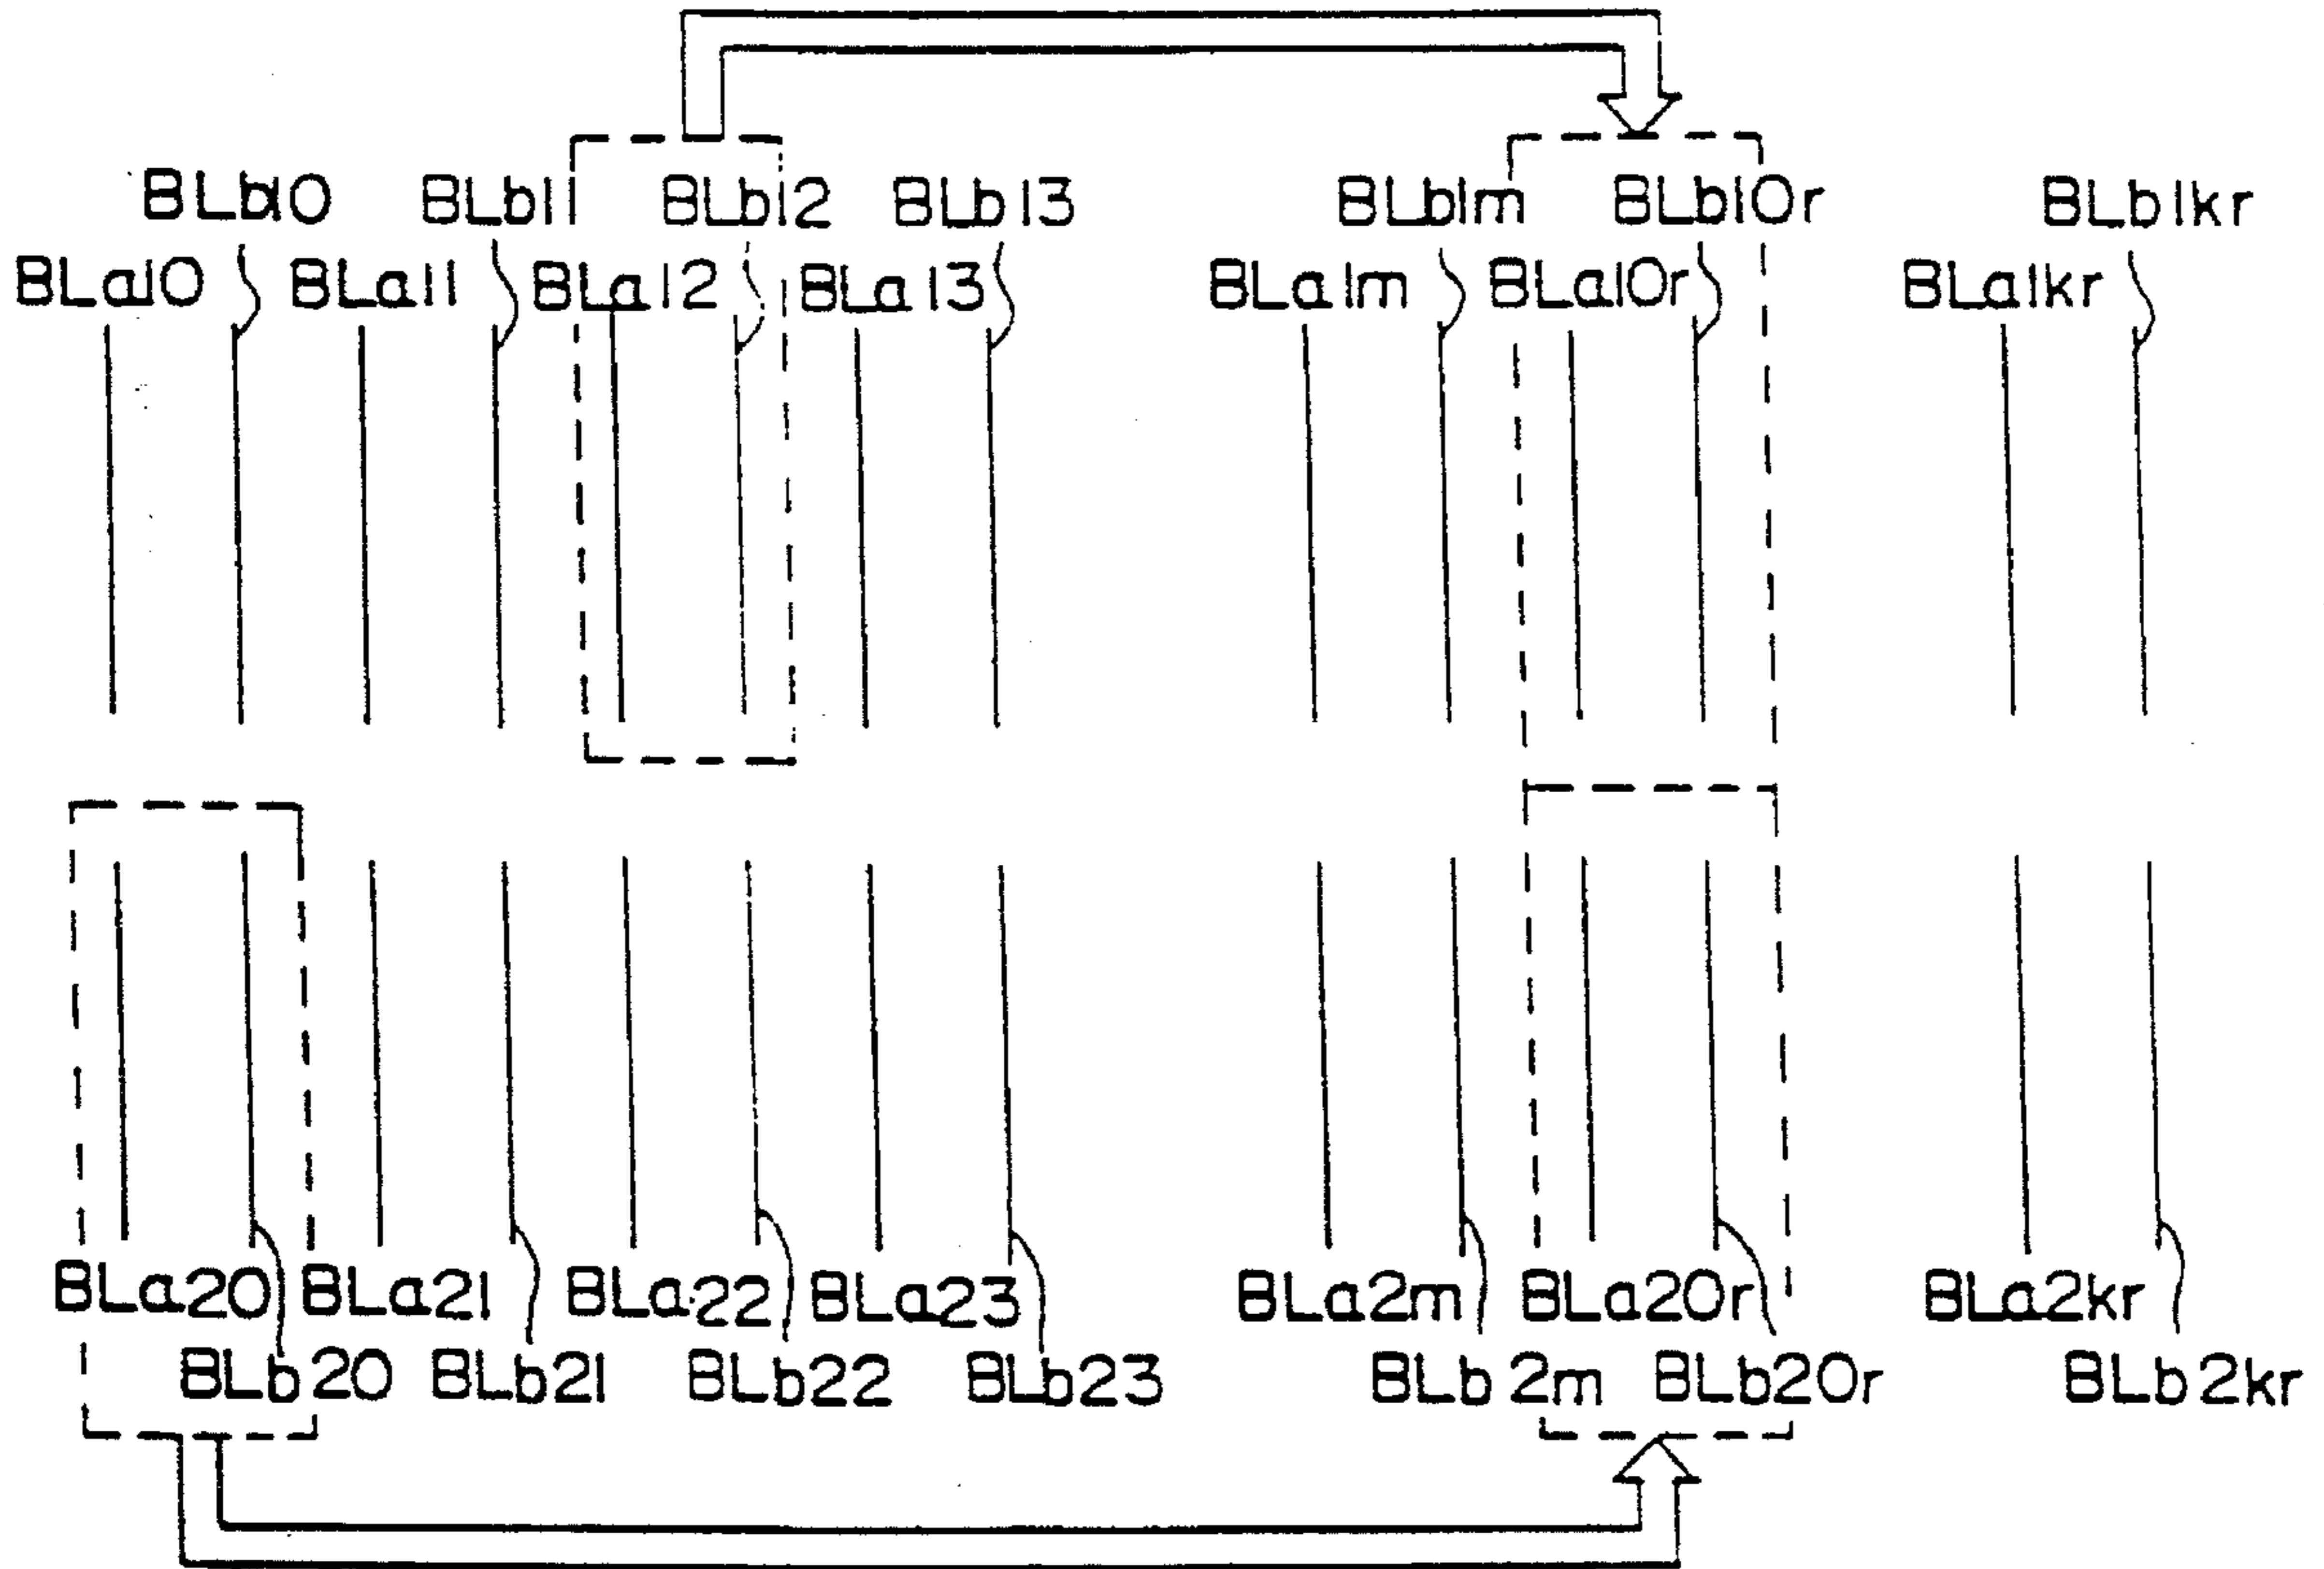 BLb10 BLb11 BLb12 BLb13 BLb1m BLb10r BLb1kr
BLa10 BLa11 BLa12 BLa13 BLa1m BLa10r BLa1kr
BLa20 BLa21 BLa22 BLa23 BLa2m BLa20r BLa2kr
BLb20 BLb21 BLb22 BLb23 BLb2m BLb20r BLb2kr